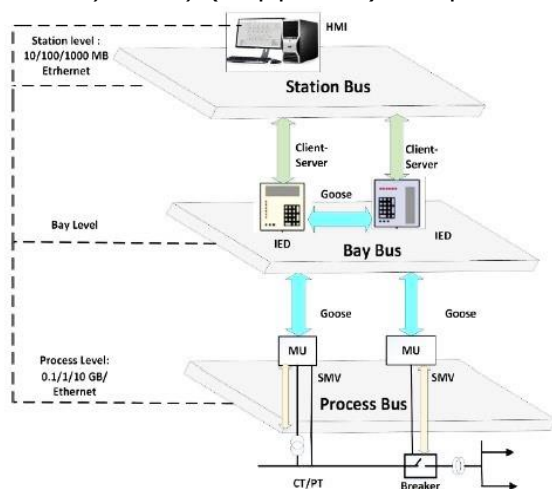 HMI
Station level :
10/100/1000 MB
Etrhernet
Station Bus
Client-
Server
Client-
Server
Goose
Bay Level
IED
IED
Bay Bus
Goose
Goose
MU
MU
Process Level:
0.1/1/10 GB/
Ethernet
SMV
SMV
Process Bus
CT/PT
Breaker